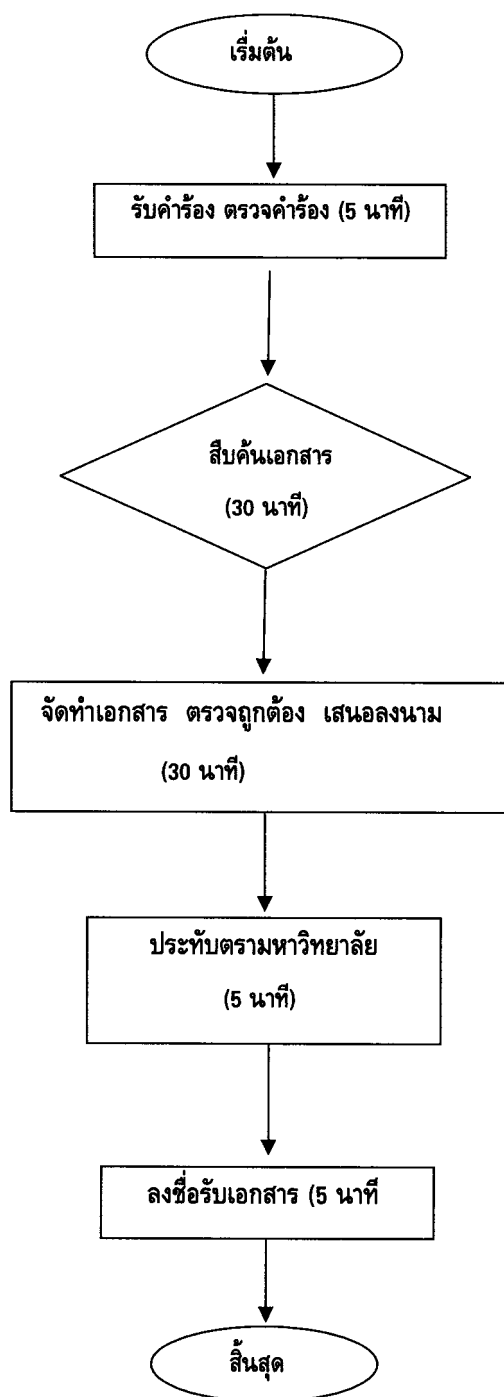 เริ่มต้น
รับคำร้อง ตรวจคำร้อง (5 นาที)
สืบค้นเอกสาร
(30 นาที)
จัดทำเอกสาร ตรวจถูกต้อง เสนอลงนาม
(30 นาที)
ประทับตรามหาวิทยาลัย
(5 นาที)
ลงชื่อรับเอกสาร (5 นาที
สิ้นสุด